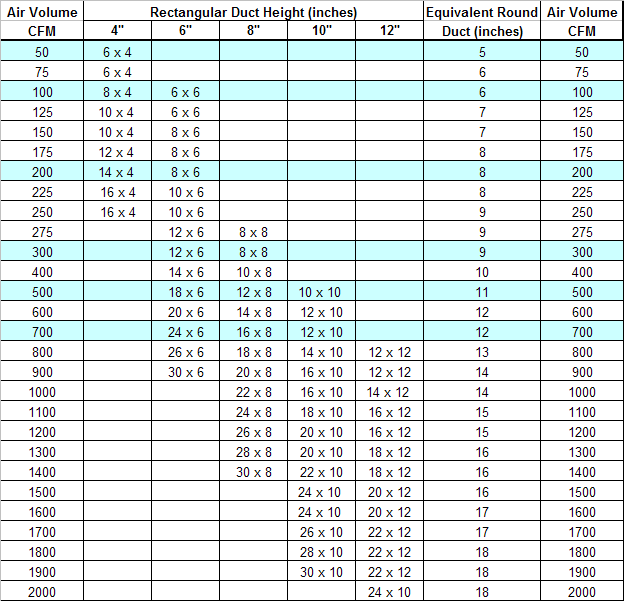 Air Volume Rectangular Duct Height (inches) Equivalent Round Air Volume
CFM 4" 6" 8" 10" 12" Duct (inches) CFM
50 6 x 4 5 50
75 6 x 4 6 75
100 8 x 4 6 x 6 6 100
125 10 x 4 6 x 6 7 125
150 10 x 4 8 x 6 7 150
175 12 x 4 8 x 6 8 175
200 14 x 4 8 x 6 8 200
225 16 x 4 10 x 6 8 225
250 16 x 4 10 x 6 9 250
275 12 x 6 8 x 8 9 275
300 12 x 6 8 x 8 9 300
400 14 x 6 10 x 8 10 400
500 18 x 6 12 x 8 10 x 10 11 500
600 20 x 6 14 x 8 12 x 10 12 600
700 24 x 6 16 x 8 12 x 10 12 700
800 26 x 6 18 x 8 14 x 10 12 x 12 13 800
900 30 x 6 20 x 8 16 x 10 12 x 12 14 900
1000 22 x 8 16 x 10 14 x 12 14 1000
1100 24 x 8 18 x 10 16 x 12 15 1100
1200 26 x 8 20 x 10 16 x 12 15 1200
1300 28 x 8 20 x 10 18 x 12 16 1300
1400 30 x 8 22 x 10 18 x 12 16 1400
1500 24 x 10 20 x 12 16 1500
1600 24 x 10 20 x 12 17 1600
1700 26 x 10 22 x 12 17 1700
1800 28 x 10 22 x 12 18 1800
1900 30 x 10 22 x 12 18 1900
2000 24 x 10 18 2000